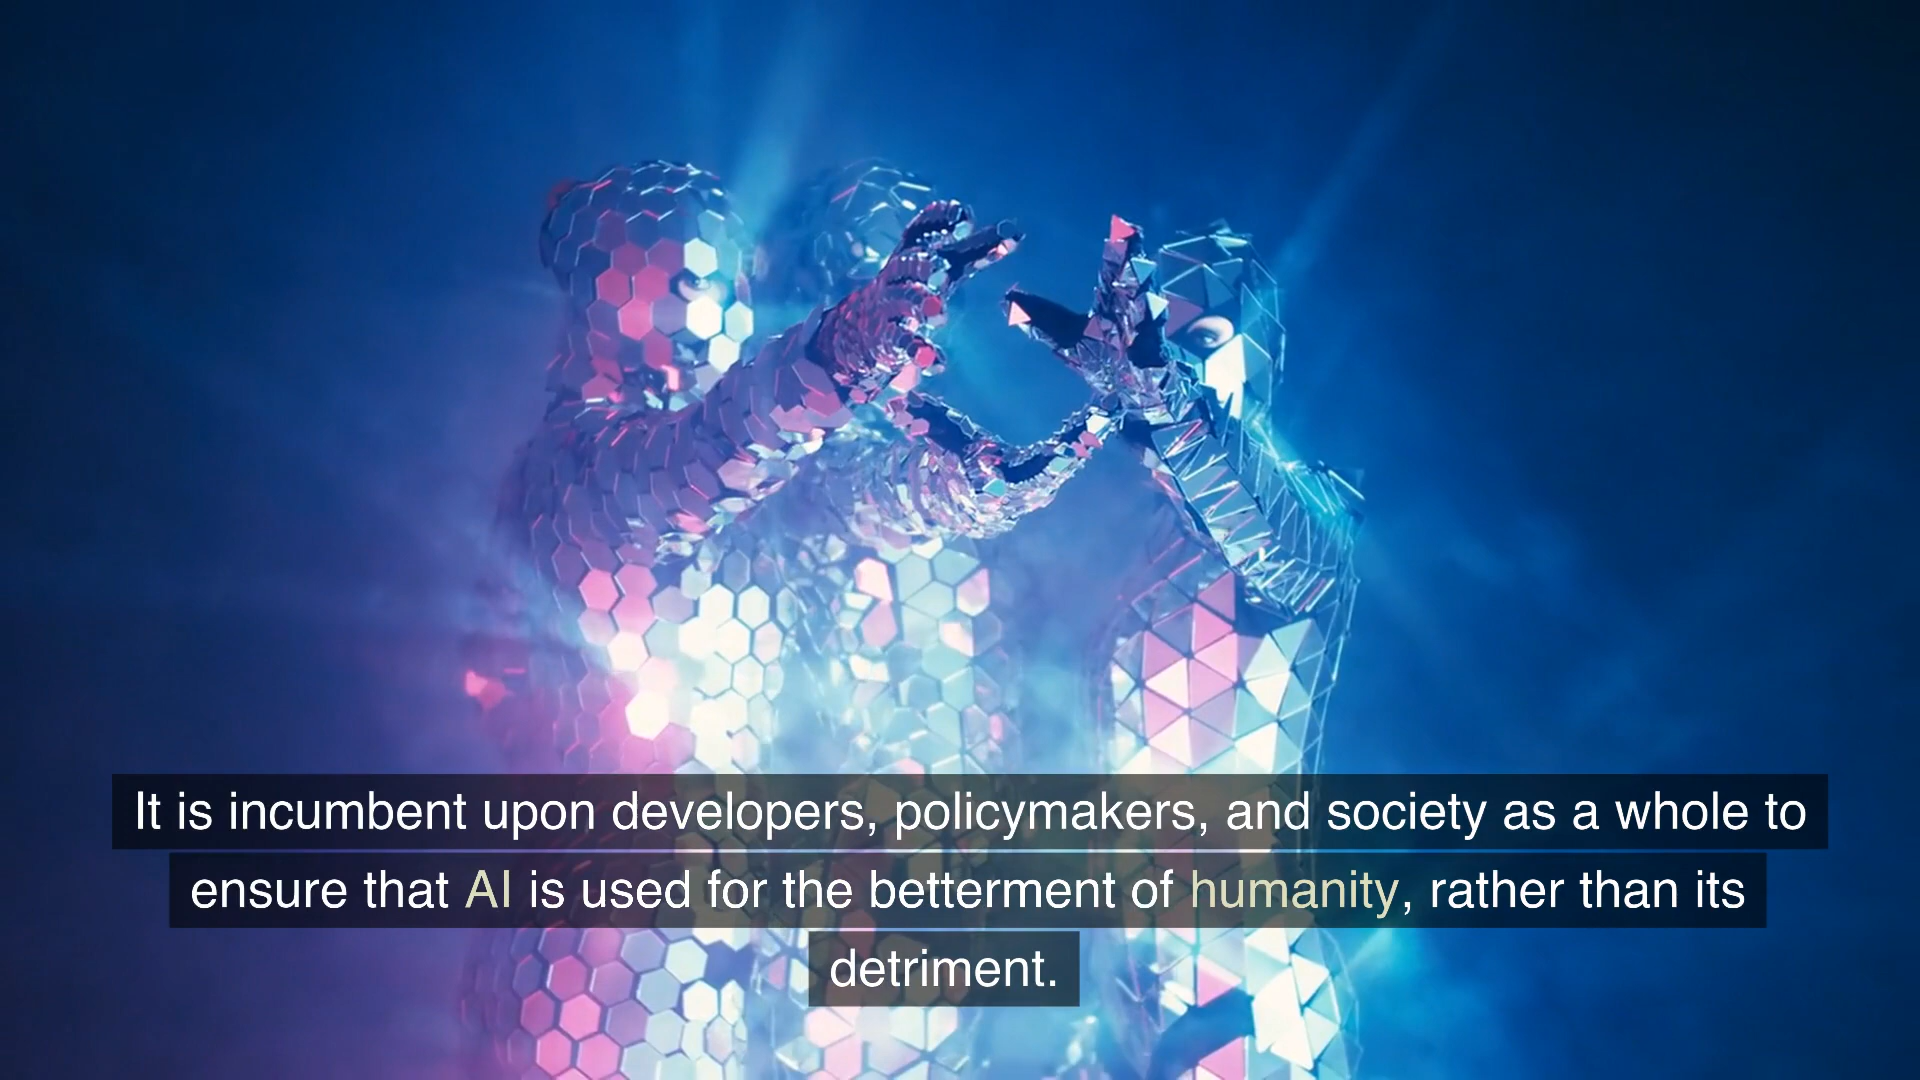 It is incumbent upon developers, policymakers, and society as a whole to
ensure that AI is used for the betterment of humanity, rather than its
detriment.